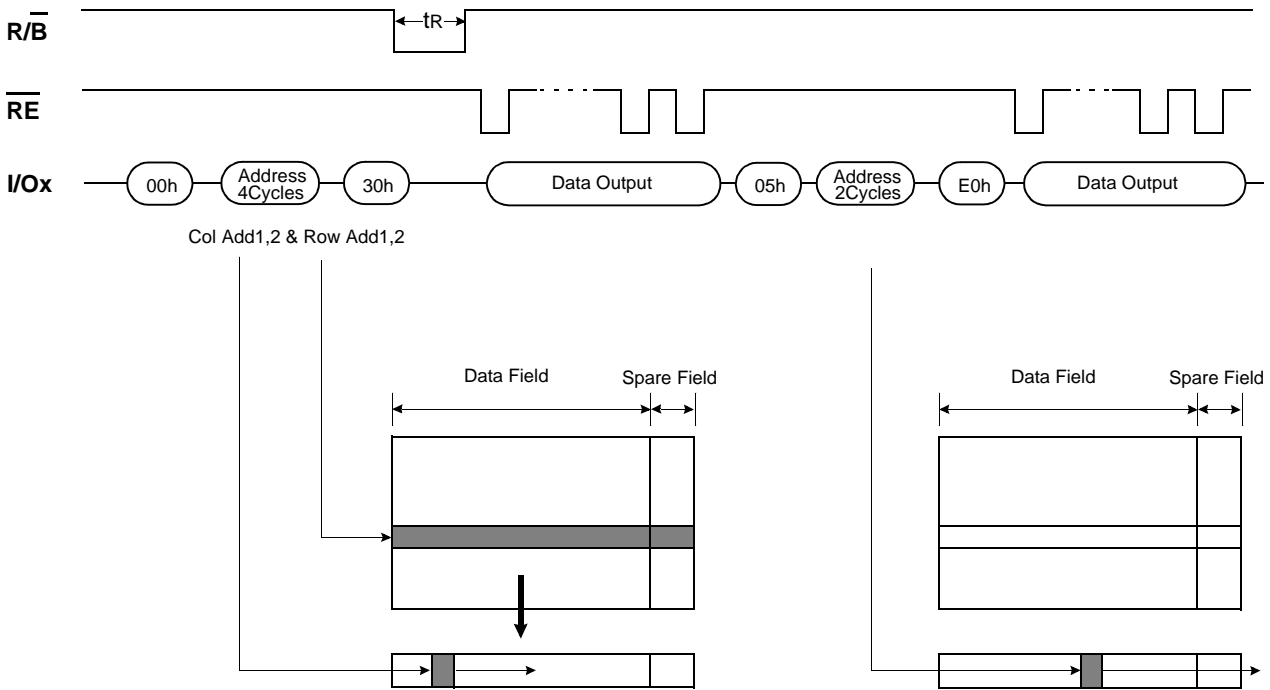 R/B̅
tR
R̅E̅
I/Ox
00h
Address
4Cycles
30h
Data Output
05h
Address
2Cycles
E0h
Data Output
Col Add1,2 & Row Add1,2
Data Field
Spare Field
Data Field
Spare Field